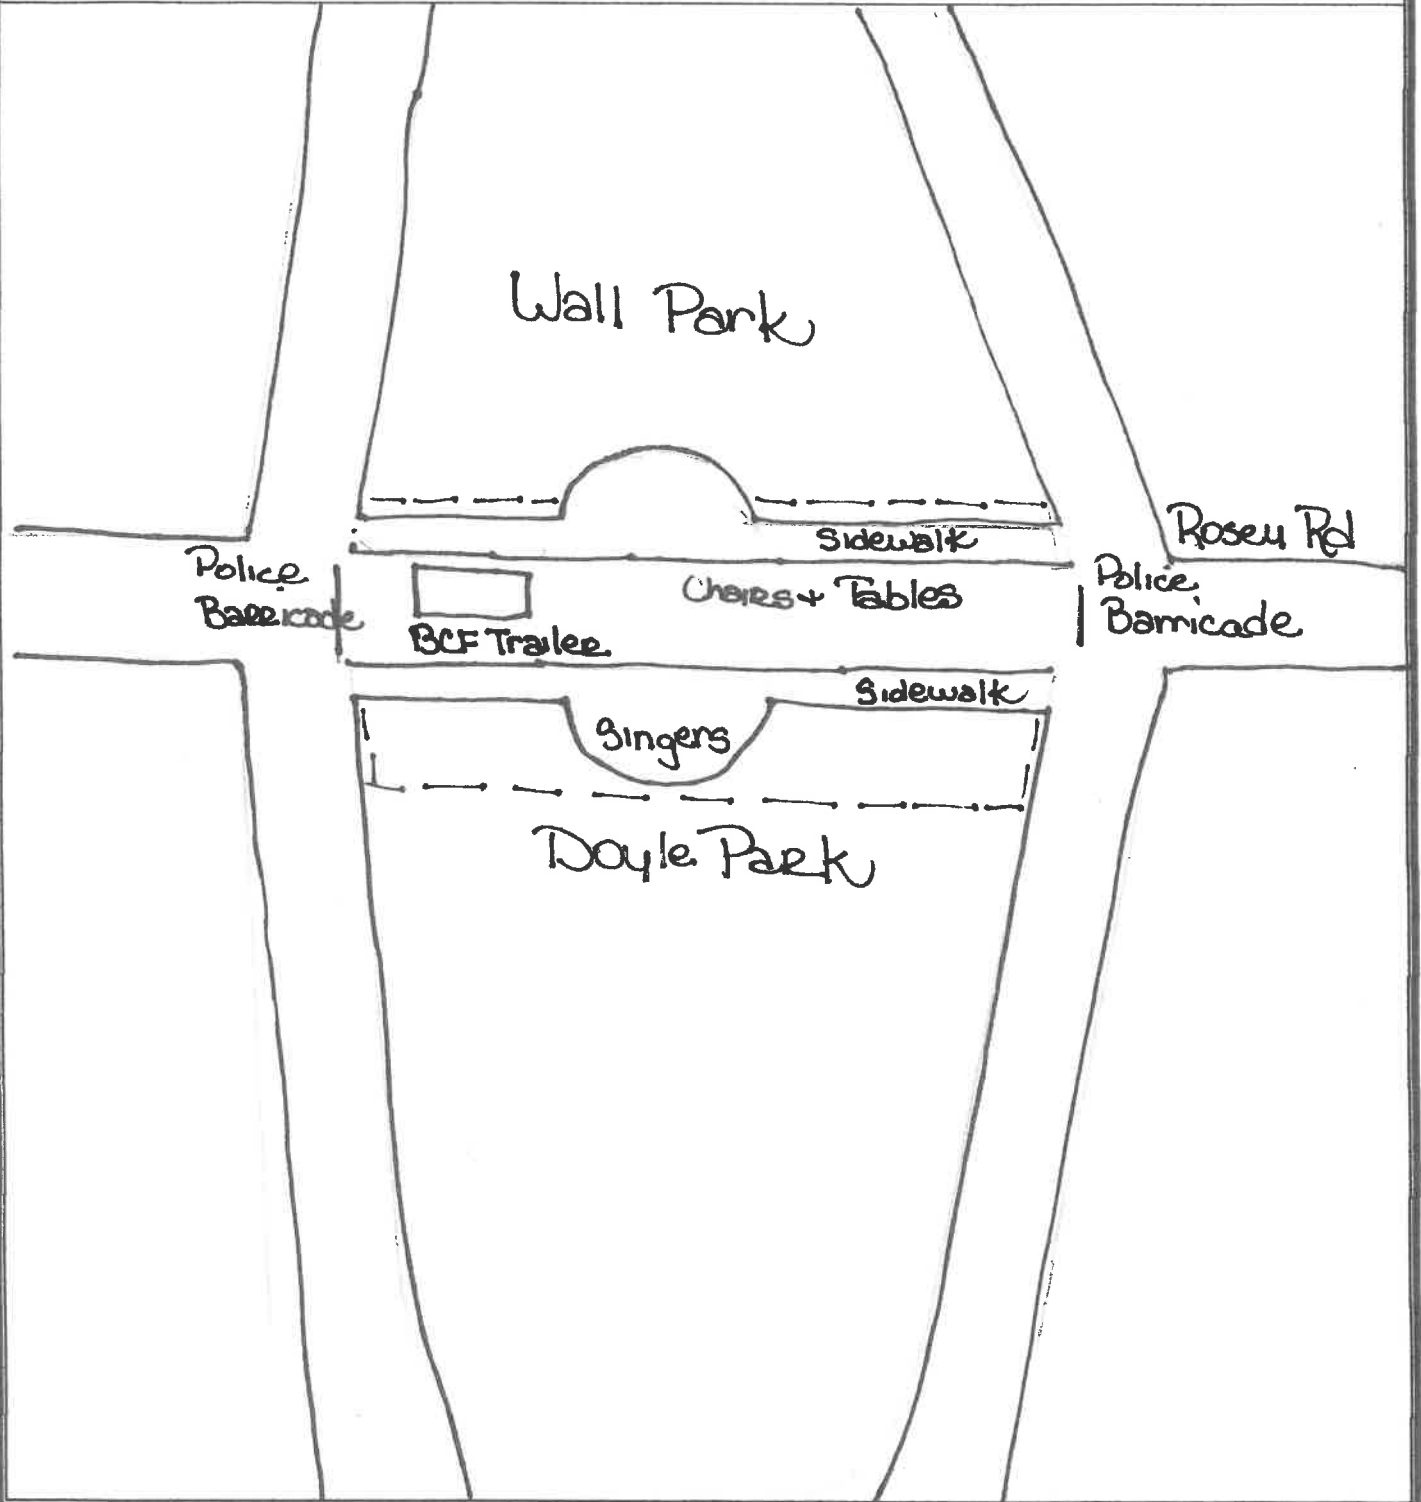 Wall Park
Sidewalk
Rosey Rd
Police
Barricade
Chairs + Tables
Police
Barricade
BCF Trailer
Sidewalk
Singers
Doyle Park